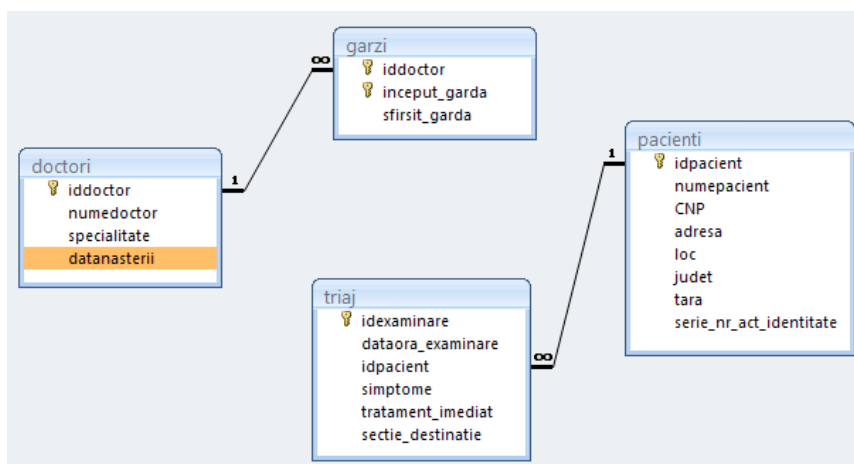 garzi
iddoctor
inceput_garda
sfirsit_garda
∞
1
doctori
iddoctor
numedoctor
specialitate
datanasterii
pacienti
idpacient
numepacient
CNP
adresa
loc
judet
tara
serie_nr_act_identitate
1
∞
triaj
idexaminare
dataora_examinare
idpacient
simptome
tratament_imediat
sectie_destinatie